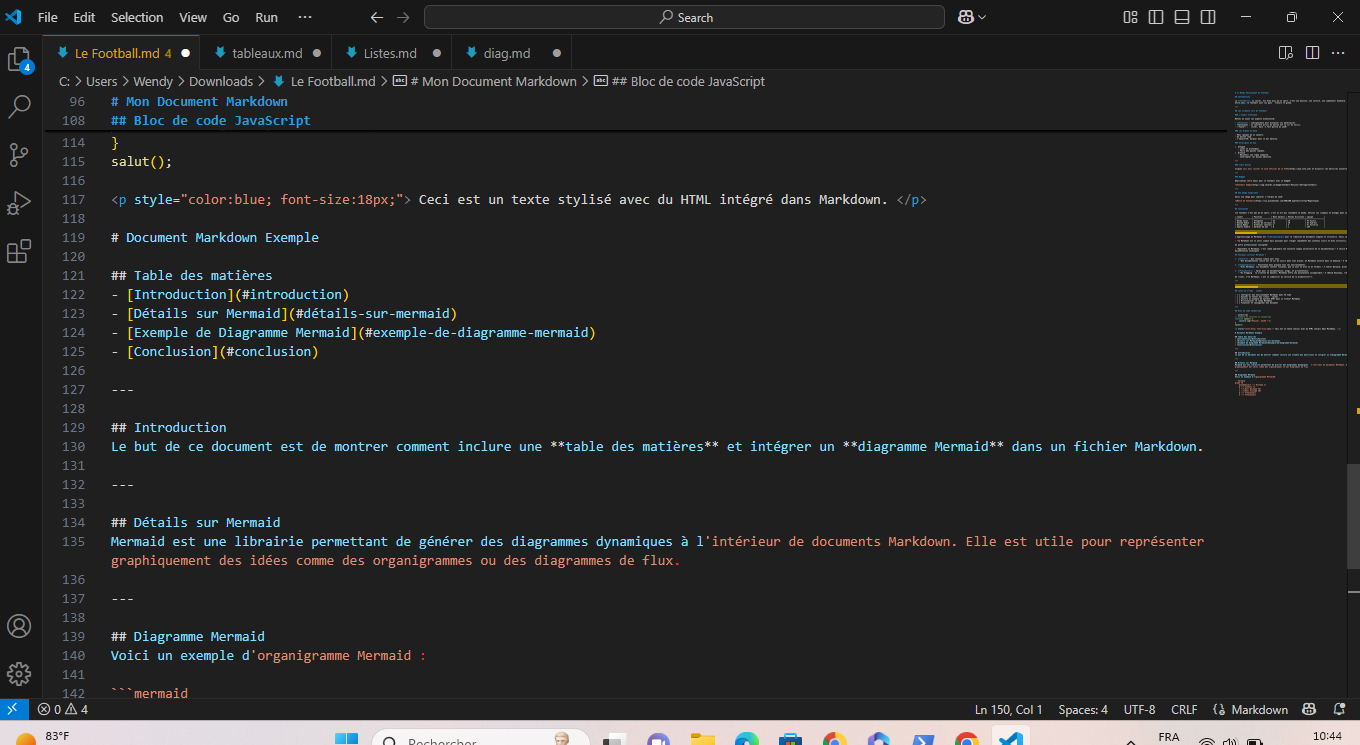 File Edit Selection View Go Run ··· Search
Le Football.md 4 tableaux.md Listes.md diag.md
C: > Users > Wendy > Downloads > Le Football.md > # Mon Document Markdown > ## Bloc de code JavaScript
4
96 # Mon Document Markdown
108 ## Bloc de code JavaScript
114 }
115 salut();
116
117 <p style="color:blue; font-size:18px;"> Ceci est un texte stylisé avec du HTML intégré dans Markdown. </p>
118
119 # Document Markdown Exemple
120
121 ## Table des matières
122 - [Introduction](#introduction)
123 - [Détails sur Mermaid](#détails-sur-mermaid)
124 - [Exemple de Diagramme Mermaid](#exemple-de-diagramme-mermaid)
125 - [Conclusion](#conclusion)
126
127 ---
128
129 ## Introduction
130 Le but de ce document est de montrer comment inclure une **table des matières** et intégrer un **diagramme Mermaid** dans un fichier Markdown.
131
132 ---
133
134 ## Détails sur Mermaid
135 Mermaid est une librairie permettant de générer des diagrammes dynamiques à l'intérieur de documents Markdown. Elle est utile pour représenter
graphiquement des idées comme des organigrammes ou des diagrammes de flux.
136
137 ---
138
139 ## Diagramme Mermaid
140 Voici un exemple d'organigramme Mermaid :
141
142 ```mermaid
0 4 Ln 150, Col 1 Spaces: 4 UTF-8 CRLF Markdown
83°F Rechercher FRA 10:44